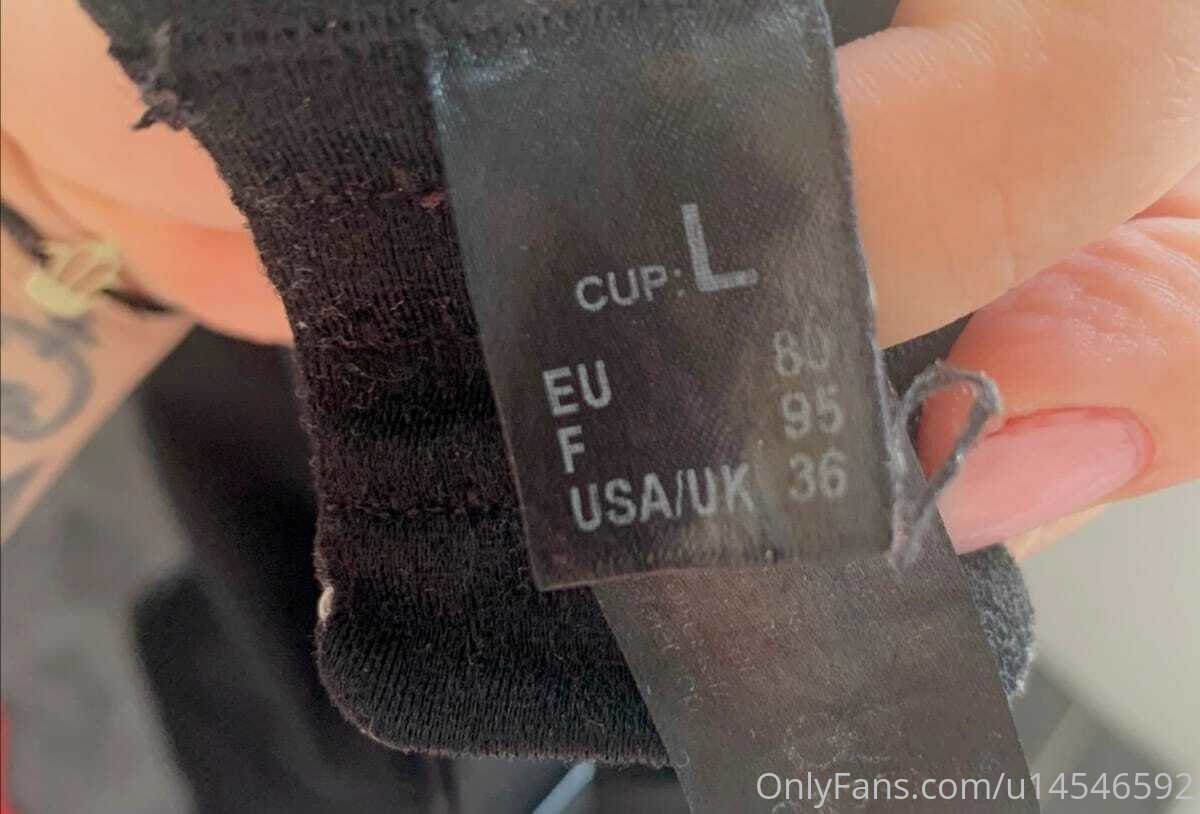 CUP: L
EU 80
F 95
USA/UK 36
OnlyFans.com/u14546592